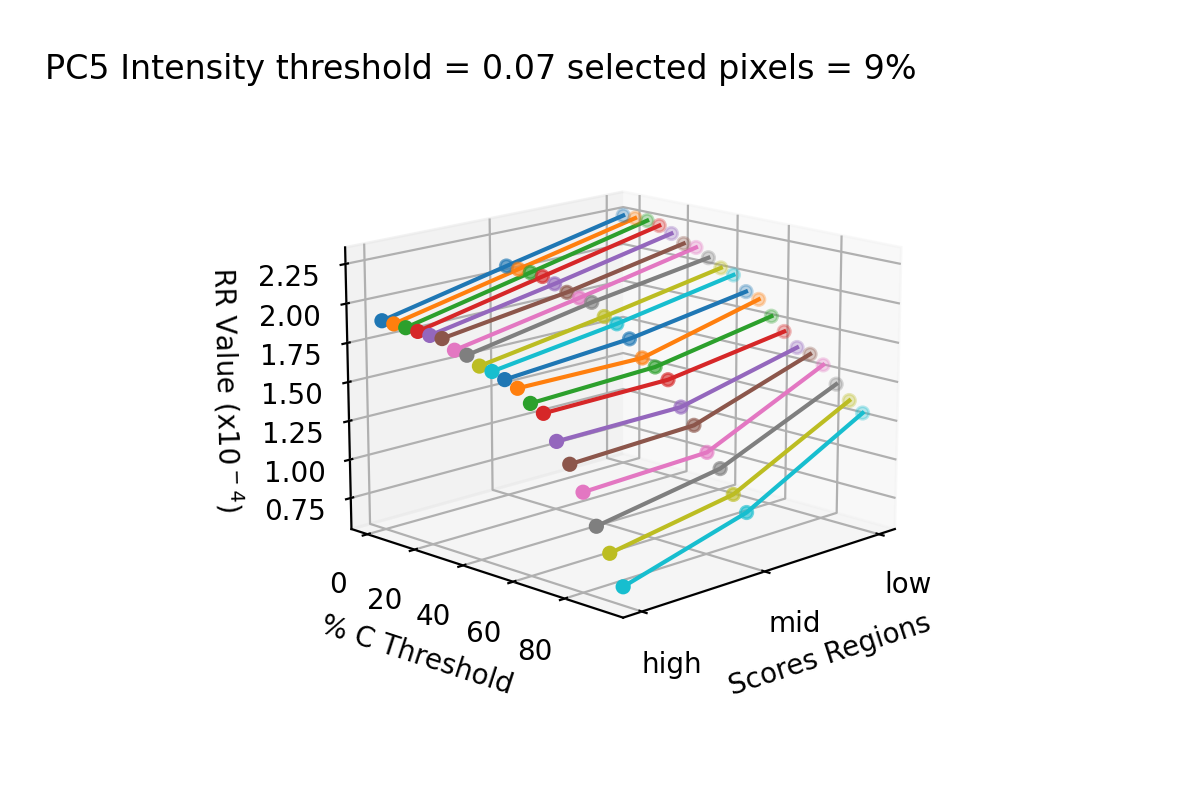 PC5 Intensity threshold = 0.07 selected pixels = 9%
RR Value (x10⁻⁴)
2.25
2.00
1.75
1.50
1.25
1.00
0.75
0
20
40
60
80
% C Threshold
high
mid
low
Scores Regions